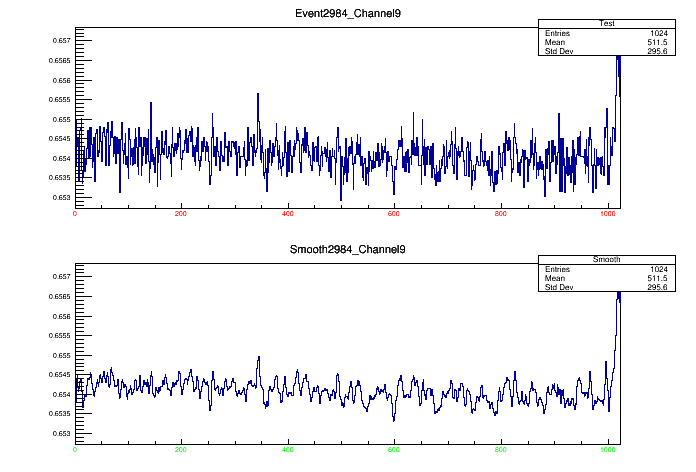 Event2984_Channel9
Test
Entries 1024
Mean 511.5
Std Dev 295.6
0.657
0.6565
0.656
0.6555
0.655
0.6545
0.654
0.6535
0.653
0 200 400 600 800 1000
Smooth2984_Channel9
Smooth
Entries 1024
Mean 511.5
Std Dev 295.6
0.657
0.6565
0.656
0.6555
0.655
0.6545
0.654
0.6535
0.653
0 200 400 600 800 1000